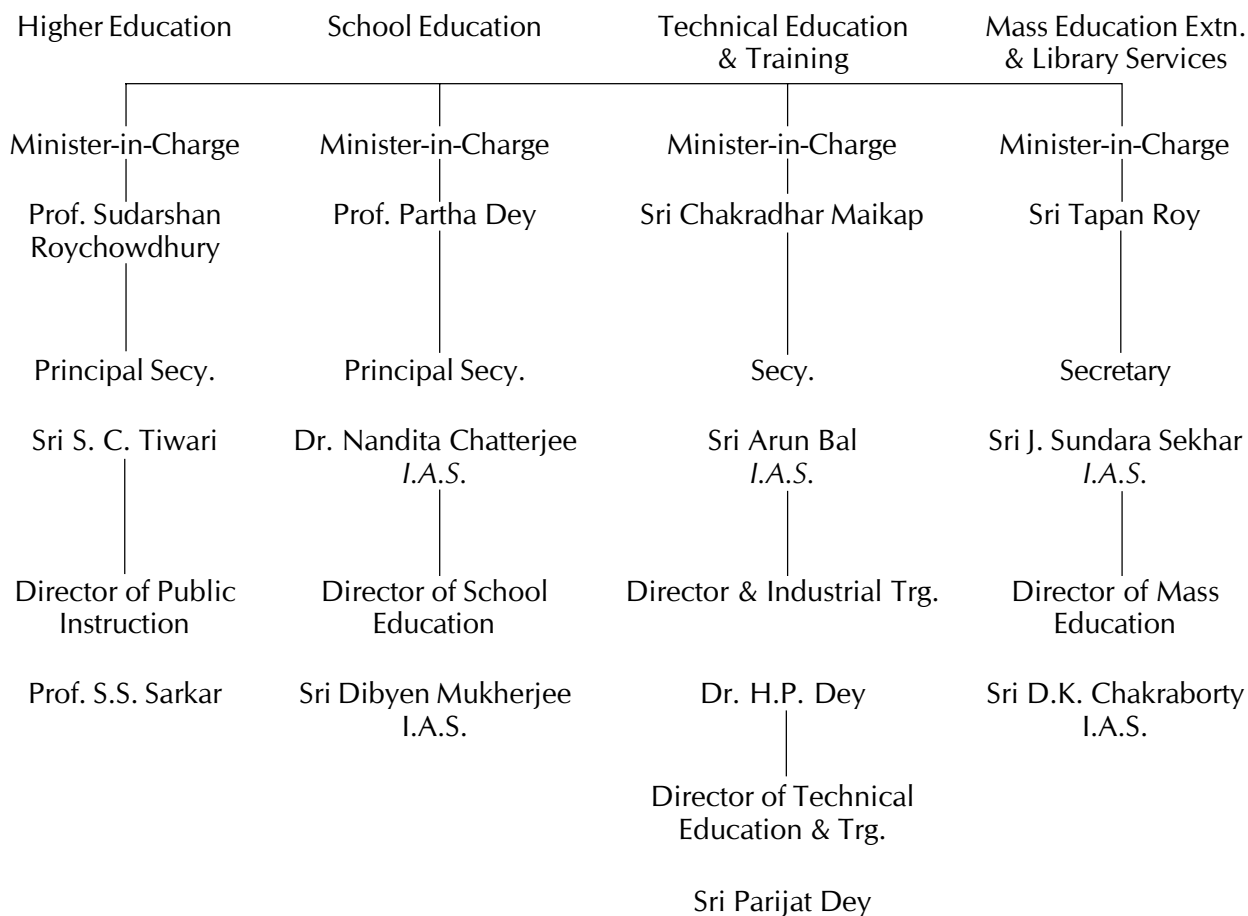 Higher Education
School Education
Technical Education
& Training
Mass Education Extn.
& Library Services
Minister-in-Charge
Minister-in-Charge
Minister-in-Charge
Minister-in-Charge
Prof. Sudarshan
Roychowdhury
Prof. Partha Dey
Sri Chakradhar Maikap
Sri Tapan Roy
Principal Secy.
Principal Secy.
Secy.
Secretary
Sri S. C. Tiwari
Dr. Nandita Chatterjee
I.A.S.
Sri Arun Bal
I.A.S.
Sri J. Sundara Sekhar
I.A.S.
Director of Public
Instruction
Director of School
Education
Director & Industrial Trg.
Director of Mass
Education
Prof. S.S. Sarkar
Sri Dibyen Mukherjee
I.A.S.
Dr. H.P. Dey
Sri D.K. Chakraborty
I.A.S.
Director of Technical
Education & Trg.
Sri Parijat Dey